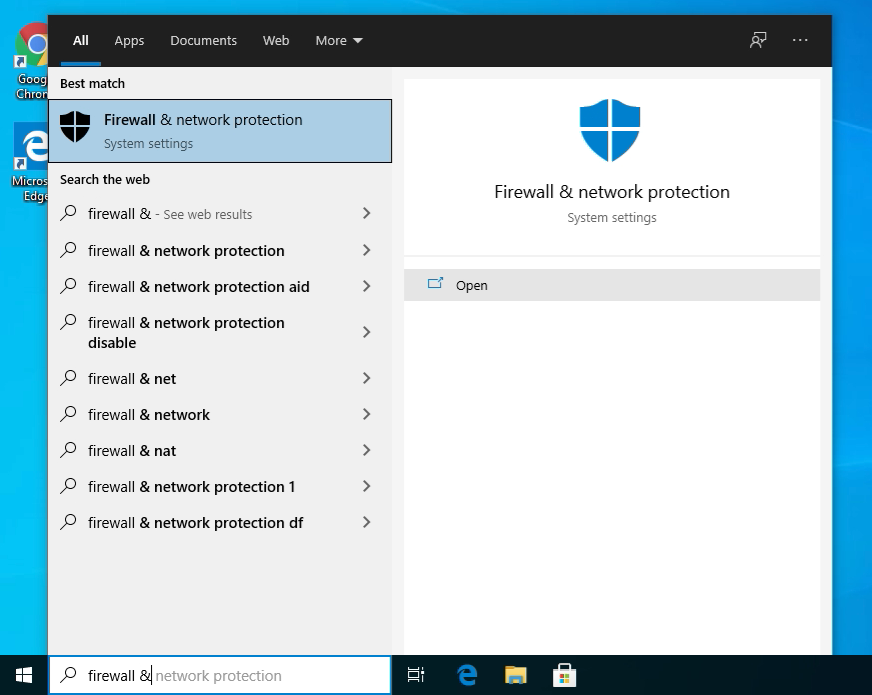 All Apps Documents Web More
Best match
Firewall & network protection
System settings
Search the web
firewall & - See web results
firewall & network protection
firewall & network protection aid
firewall & network protection
disable
firewall & net
firewall & network
firewall & nat
firewall & network protection 1
firewall & network protection df
Firewall & network protection
System settings
Open
Goog
Chron
Micros
Edge
firewall & network protection